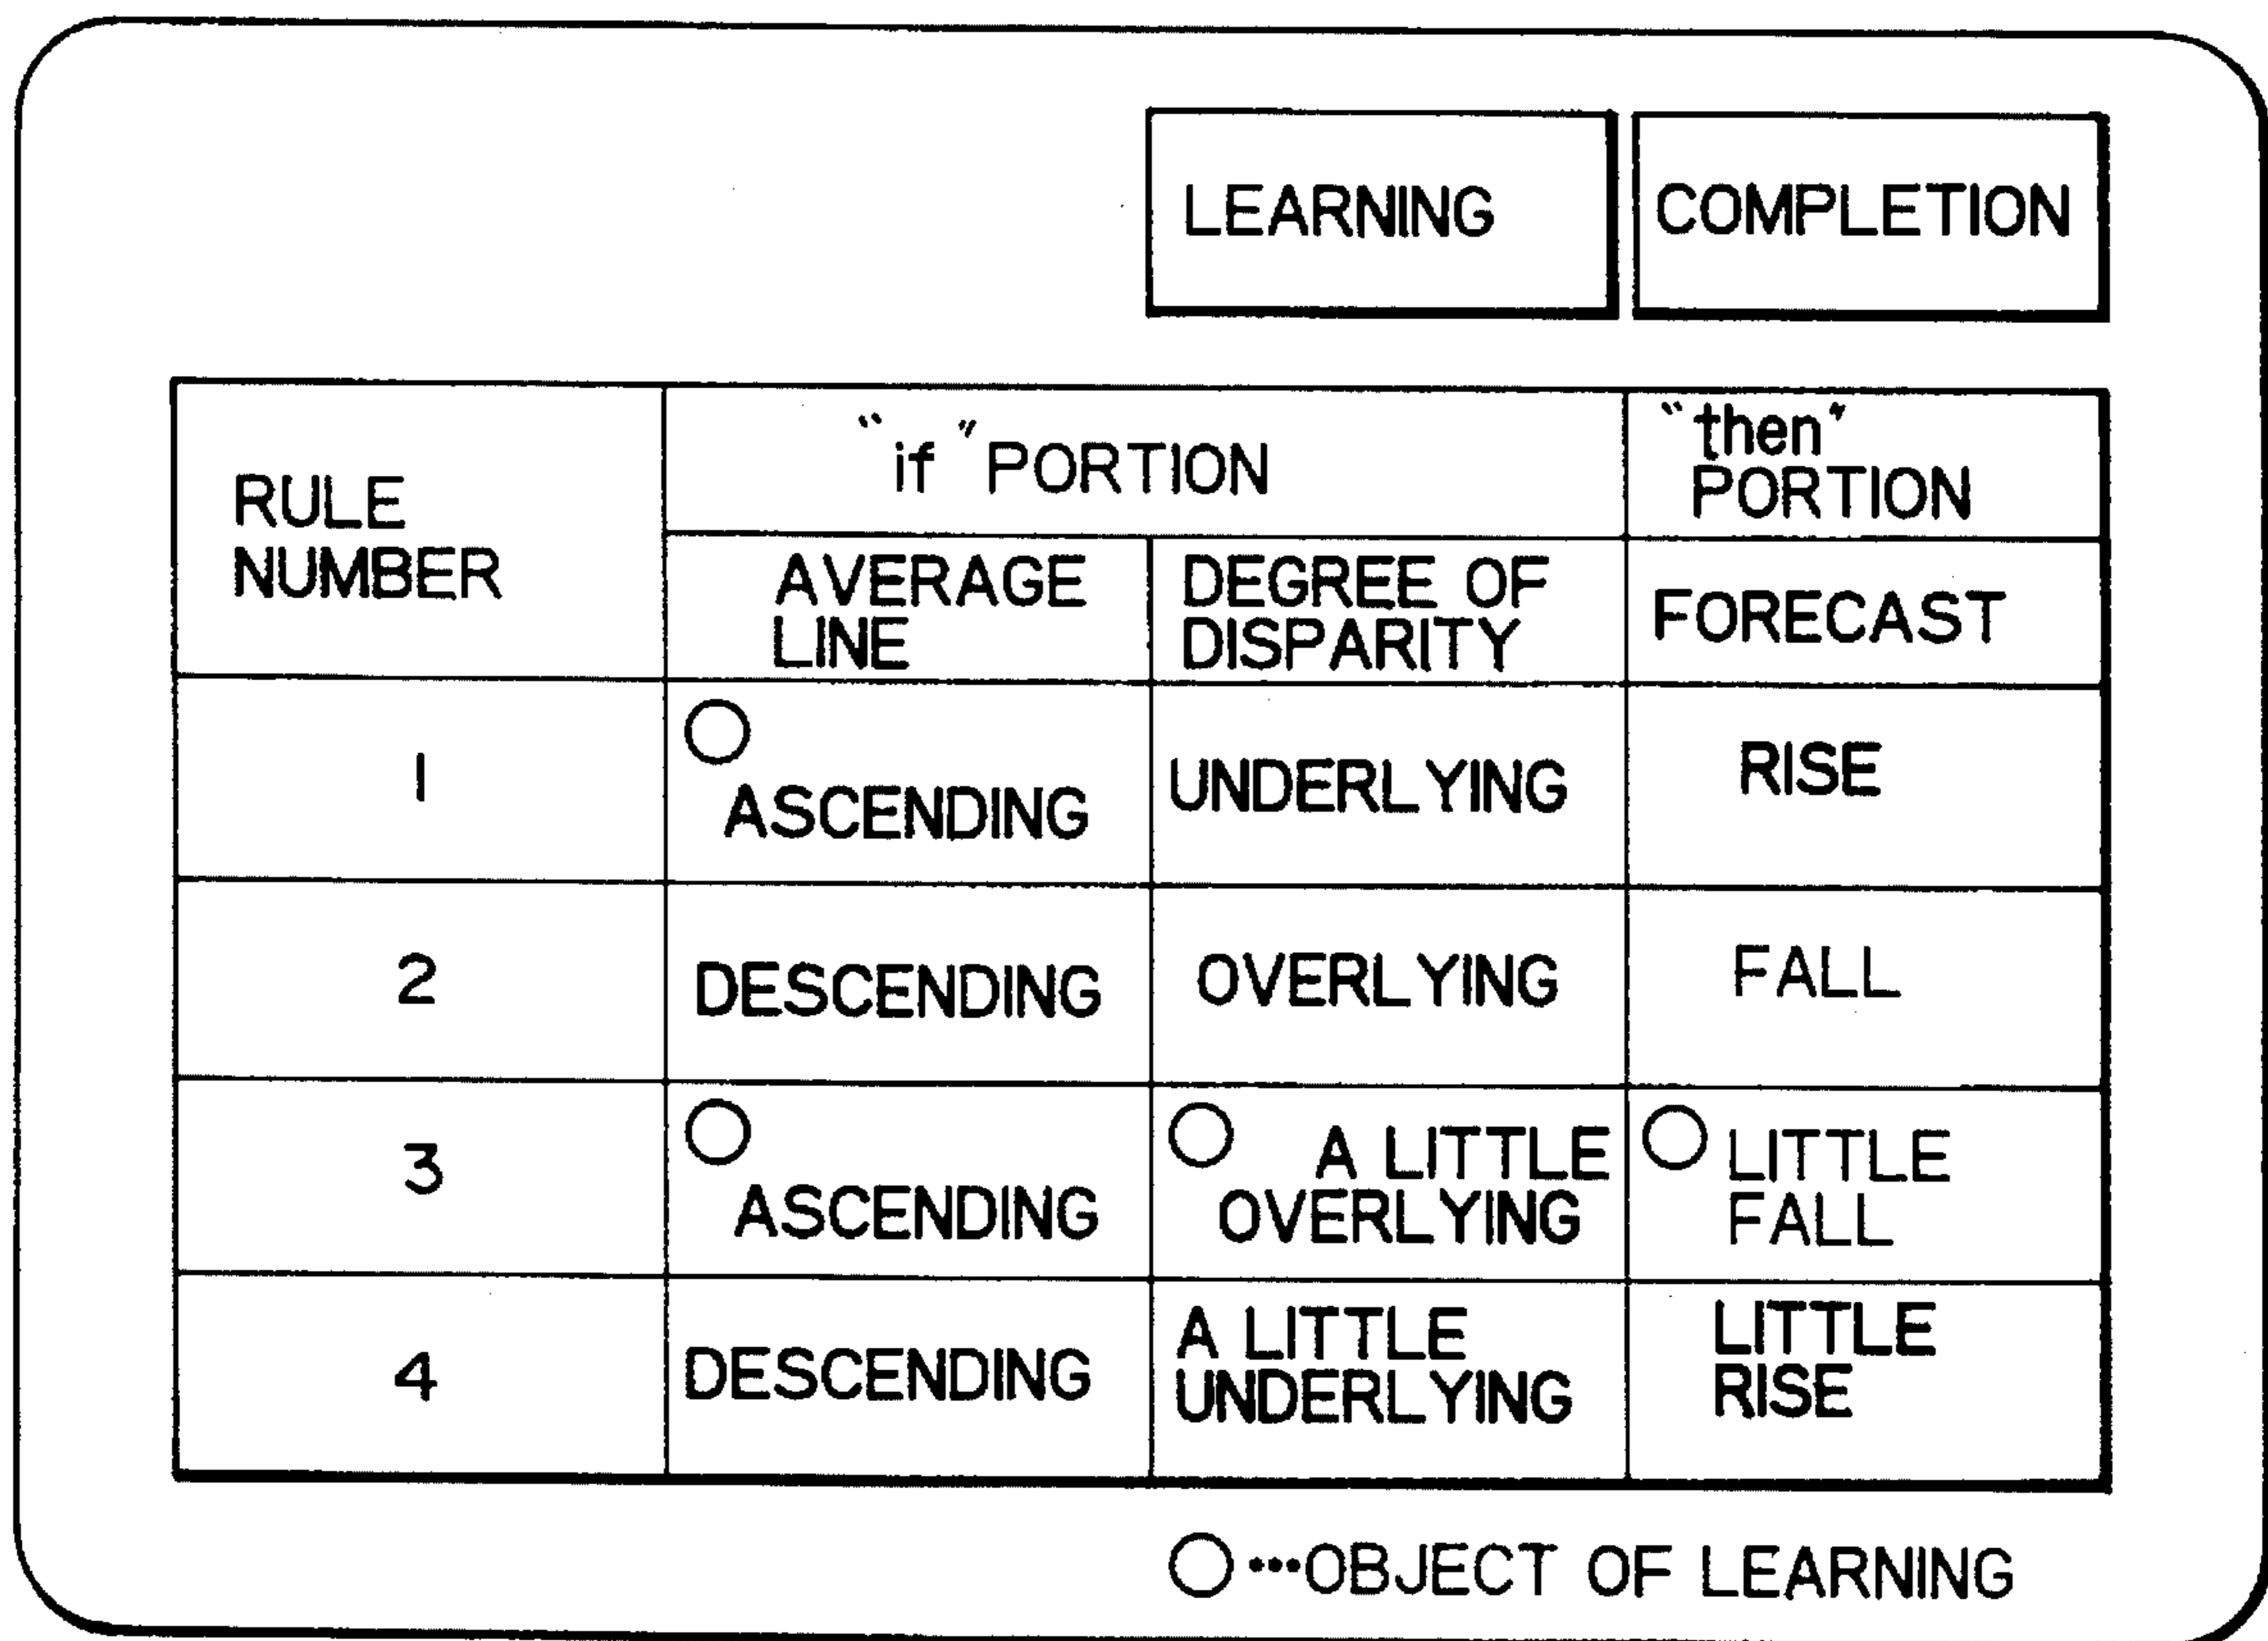 LEARNING
COMPLETION
RULE
NUMBER
"if" PORTION
"then"
PORTION
AVERAGE
LINE
DEGREE OF
DISPARITY
FORECAST
1
ASCENDING
UNDERLYING
RISE
2
DESCENDING
OVERLYING
FALL
3
ASCENDING
A LITTLE
OVERLYING
LITTLE
FALL
4
DESCENDING
A LITTLE
UNDERLYING
LITTLE
RISE
○•••OBJECT OF LEARNING